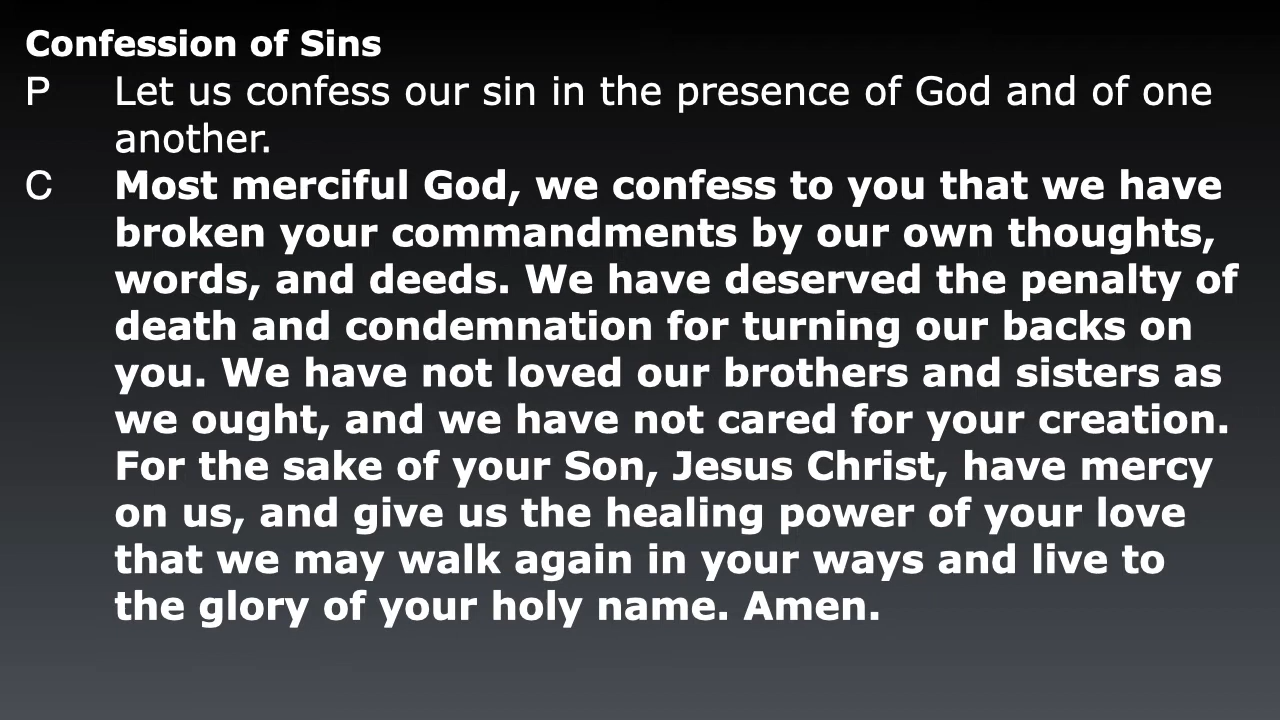 Confession of Sins
P Let us confess our sin in the presence of God and of one
another.
C Most merciful God, we confess to you that we have
broken your commandments by our own thoughts,
words, and deeds. We have deserved the penalty of
death and condemnation for turning our backs on
you. We have not loved our brothers and sisters as
we ought, and we have not cared for your creation.
For the sake of your Son, Jesus Christ, have mercy
on us, and give us the healing power of your love
that we may walk again in your ways and live to
the glory of your holy name. Amen.